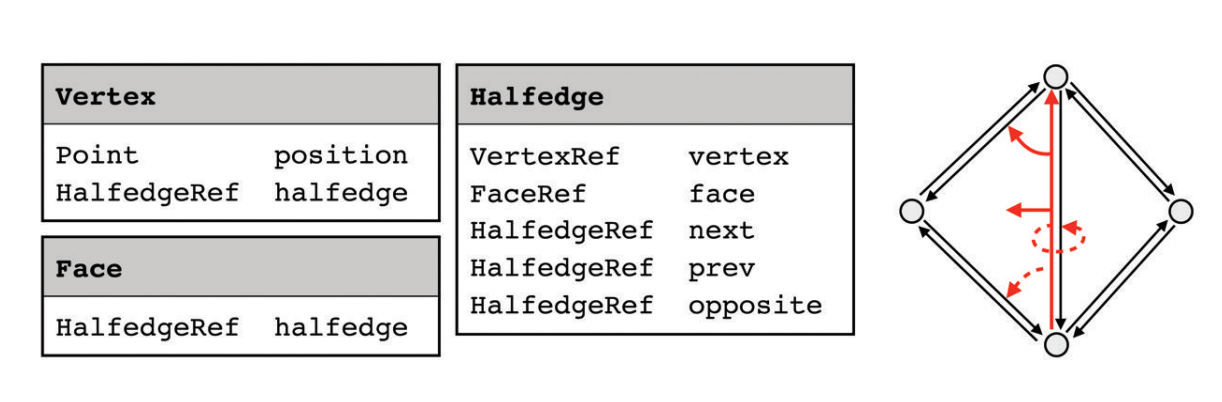 Vertex
Point position
HalfedgeRef halfedge
Face
HalfedgeRef halfedge
Halfedge
VertexRef vertex
FaceRef face
HalfedgeRef next
HalfedgeRef prev
HalfedgeRef opposite